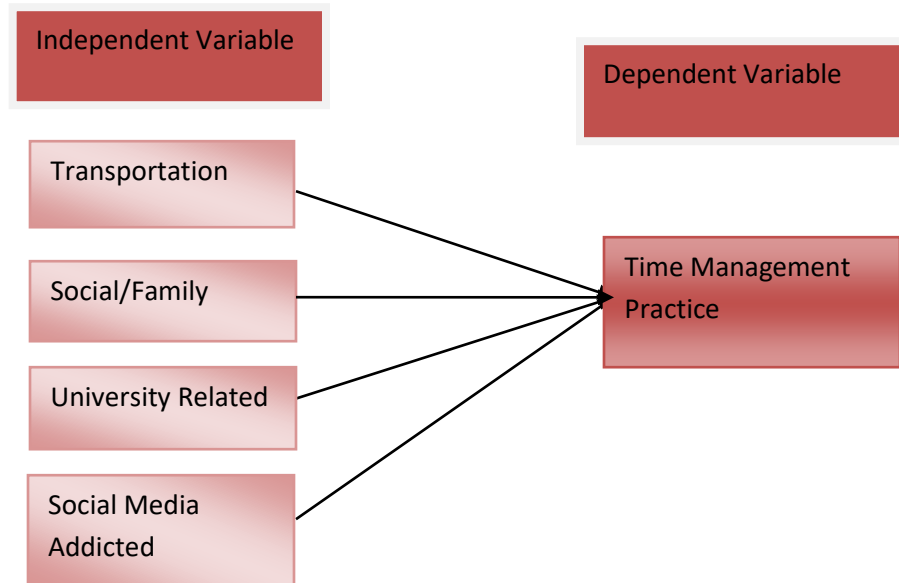 Independent Variable
Dependent Variable
Transportation
Social/Family
University Related
Social Media
Addicted
Time Management
Practice